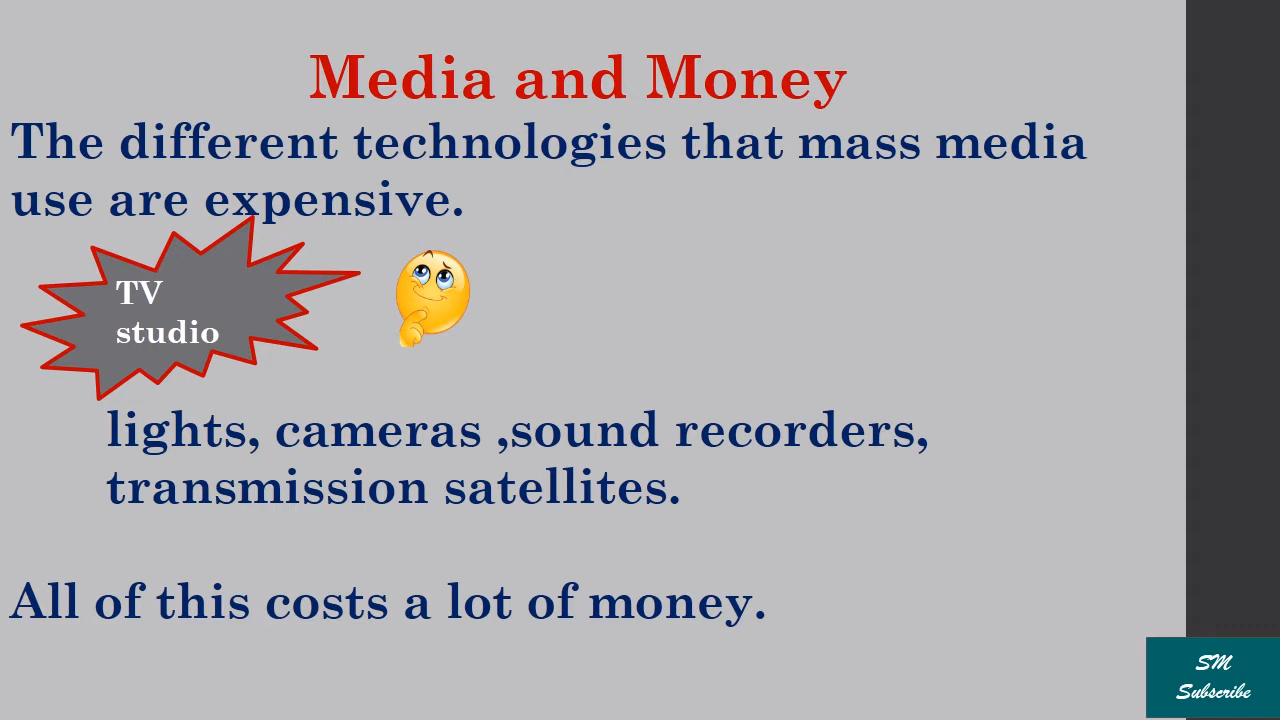 Media and Money
The different technologies that mass media
use are expensive.
TV
studio
lights, cameras ,sound recorders,
transmission satellites.
All of this costs a lot of money.
SM
Subscribe